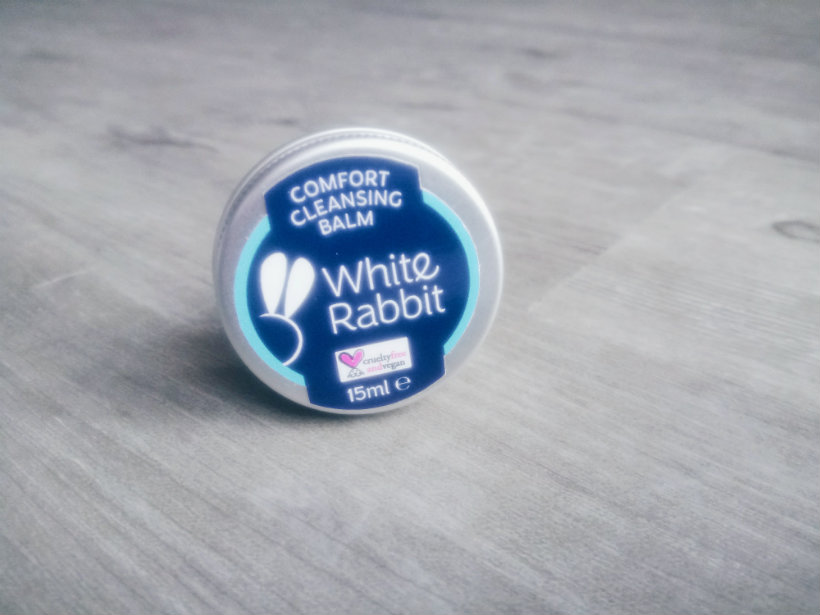 COMFORT
CLEANSING
BALM
White
Rabbit
crueltyfree
andvegan
15ml ℮